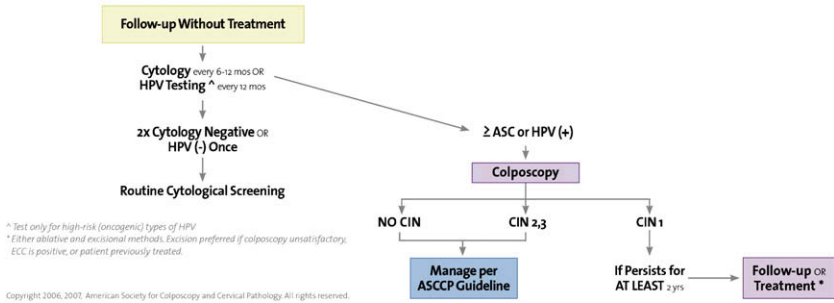 Follow-up Without Treatment
Cytology every 6-12 mos OR
HPV Testing ^ every 12 mos
2x Cytology Negative OR
HPV (-) Once
Routine Cytological Screening
≥ ASC or HPV (+)
Colposcopy
NO CIN
CIN 2,3
CIN 1
Manage per
ASCCP Guideline
If Persists for
AT LEAST 2 yrs
Follow-up OR
Treatment *
^ Test only for high-risk (oncogenic) types of HPV
* Either ablative and excisional methods. Excision preferred if colposcopy unsatisfactory,
ECC is positive, or patient previously treated.
Copyright 2006, 2007, American Society for Colposcopy and Cervical Pathology. All rights reserved.